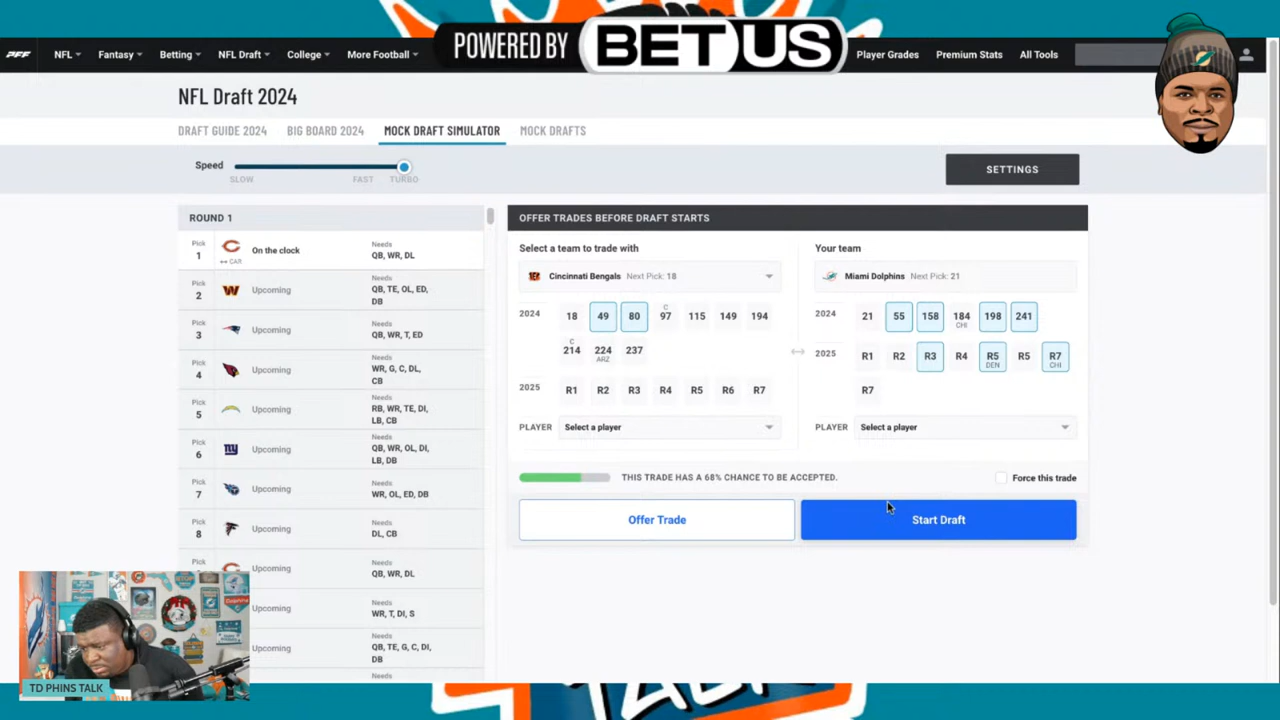 POWERED BY BETUS
PFF NFL Fantasy Betting NFL Draft College More Football Player Grades Premium Stats All Tools
NFL Draft 2024
DRAFT GUIDE 2024 BIG BOARD 2024 MOCK DRAFT SIMULATOR MOCK DRAFTS
Speed
SLOW FAST TURBO
SETTINGS
ROUND 1
Pick 1 CAR On the clock Needs QB, WR, DL
Pick 2 Upcoming Needs QB, TE, OL, ED, DB
Pick 3 Upcoming Needs QB, WR, T, ED
Pick 4 Upcoming Needs WR, G, C, DL, CB
Pick 5 Upcoming Needs RB, WR, TE, DI, LB, CB
Pick 6 Upcoming Needs QB, WR, OL, DI, LB, DB
Pick 7 Upcoming Needs WR, OL, ED, DB
Pick 8 Upcoming Needs DL, CB
Upcoming Needs QB, WR, DL
Upcoming Needs WR, T, DI, S
Upcoming Needs QB, TE, G, C, DI, DB
Needs
OFFER TRADES BEFORE DRAFT STARTS
Select a team to trade with
Cincinnati Bengals Next Pick: 18
2024 18 49 80 C 97 115 149 194
C 214 224 ARZ 237
2025 R1 R2 R3 R4 R5 R6 R7
PLAYER Select a player
Your team
Miami Dolphins Next Pick: 21
2024 21 55 158 184 CHI 198 241
2025 R1 R2 R3 R4 R5 DEN R5 R7 CHI
R7
PLAYER Select a player
THIS TRADE HAS A 68% CHANCE TO BE ACCEPTED.
Force this trade
Offer Trade Start Draft
TD PHINS TALK